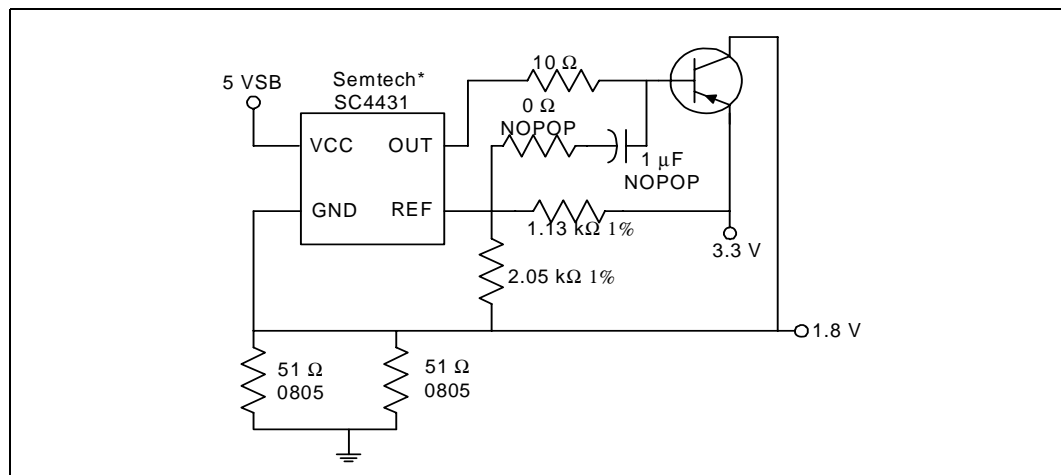 5 VSB
Semtech*
SC4431
VCC
OUT
GND
REF
10 Ω
0 Ω
NOPOP
1 μF
NOPOP
1.13 kΩ 1%
3.3 V
2.05 kΩ 1%
1.8 V
51 Ω
0805
51 Ω
0805